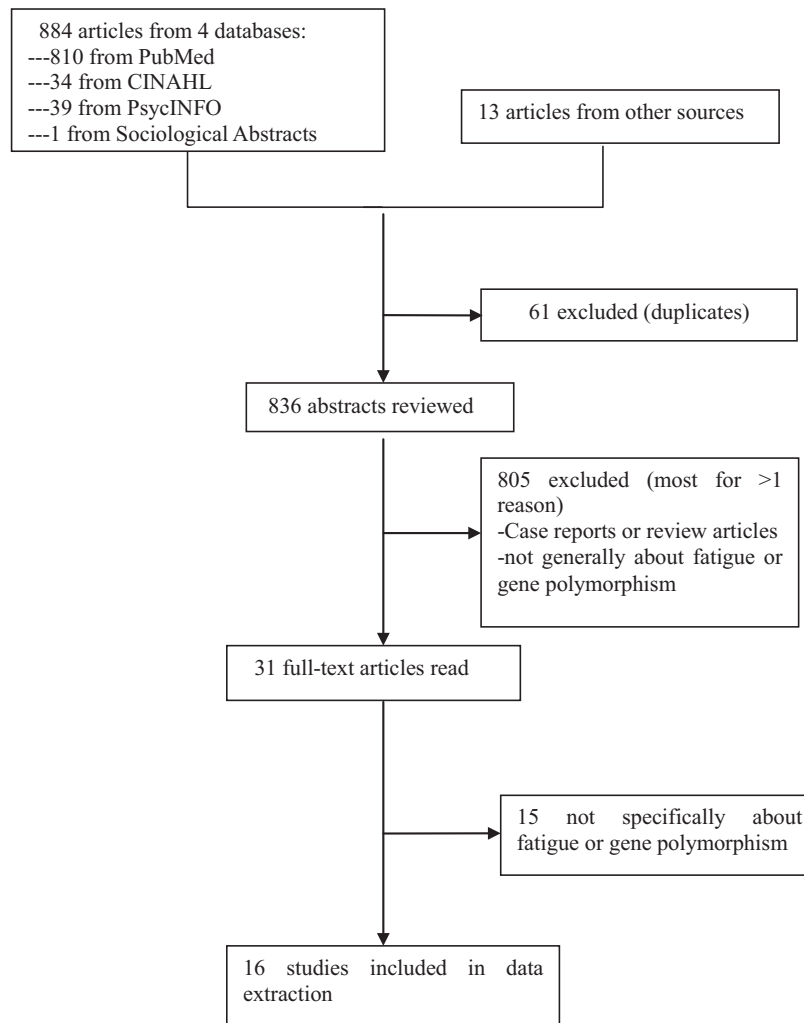 884 articles from 4 databases:
---810 from PubMed
---34 from CINAHL
---39 from PsycINFO
---1 from Sociological Abstracts
13 articles from other sources
61 excluded (duplicates)
836 abstracts reviewed
805 excluded (most for >1
reason)
-Case reports or review articles
-not generally about fatigue or
gene polymorphism
31 full-text articles read
15 not specifically about
fatigue or gene polymorphism
16 studies included in data
extraction